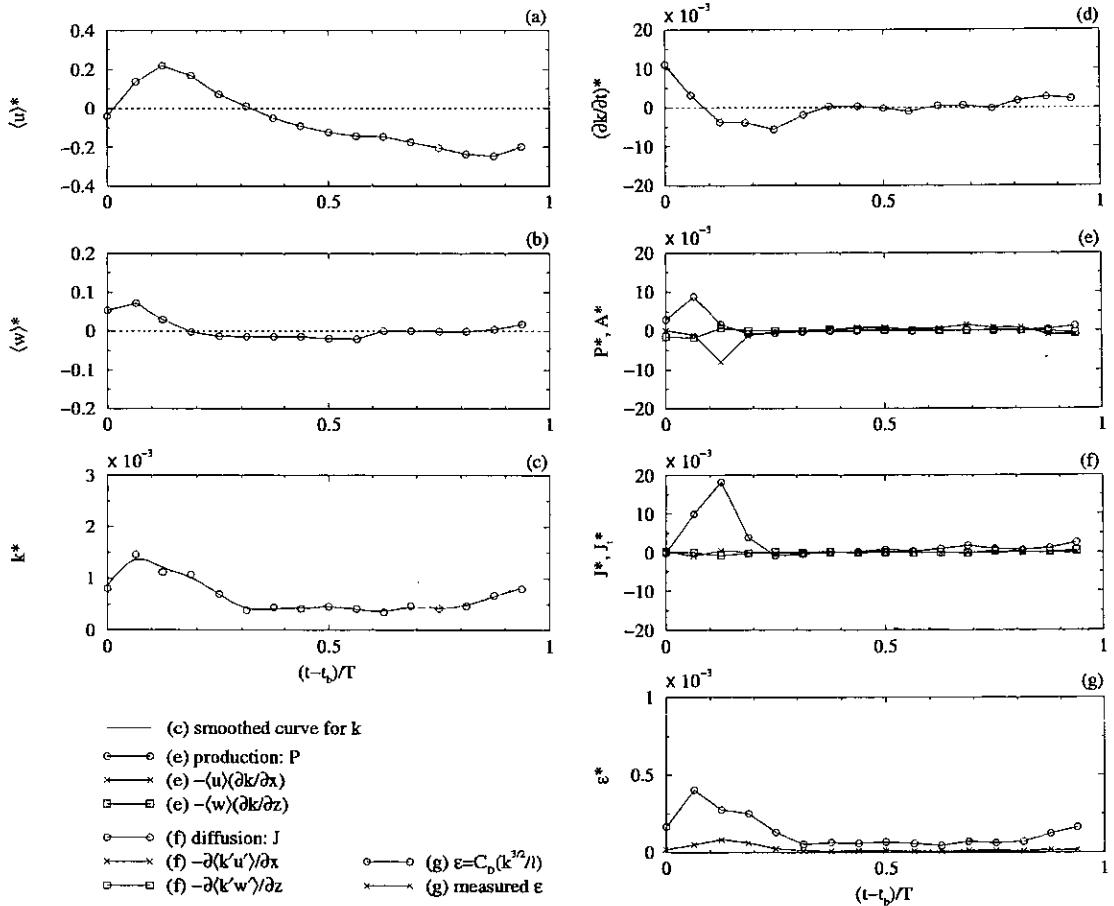 (a)
0.4
0.2
0
−0.2
−0.4
⟨u⟩*
0
0.5
1
(b)
0.2
0.1
0
−0.1
−0.2
⟨w⟩*
0
0.5
1
x 10⁻³
(c)
3
2
1
0
k*
0
0.5
1
(t−t_b)/T
x 10⁻³
(d)
20
10
0
−10
−20
(∂k/∂t)*
0
0.5
1
x 10⁻³
(e)
20
10
0
−10
−20
P*, A*
0
0.5
1
x 10⁻³
(f)
20
10
0
−10
−20
J*, J_t*
0
0.5
1
x 10⁻³
(g)
1
0.5
0
ε*
0
0.5
1
(t−t_b)/T
(c) smoothed curve for k
(e) production: P
(e) −⟨u⟩(∂k/∂x)
(e) −⟨w⟩(∂k/∂z)
(f) diffusion: J
(f) −∂⟨k′u′⟩/∂x
(f) −∂⟨k′w′⟩/∂z
(g) ε=C_D(k^3/2/l)
(g) measured ε